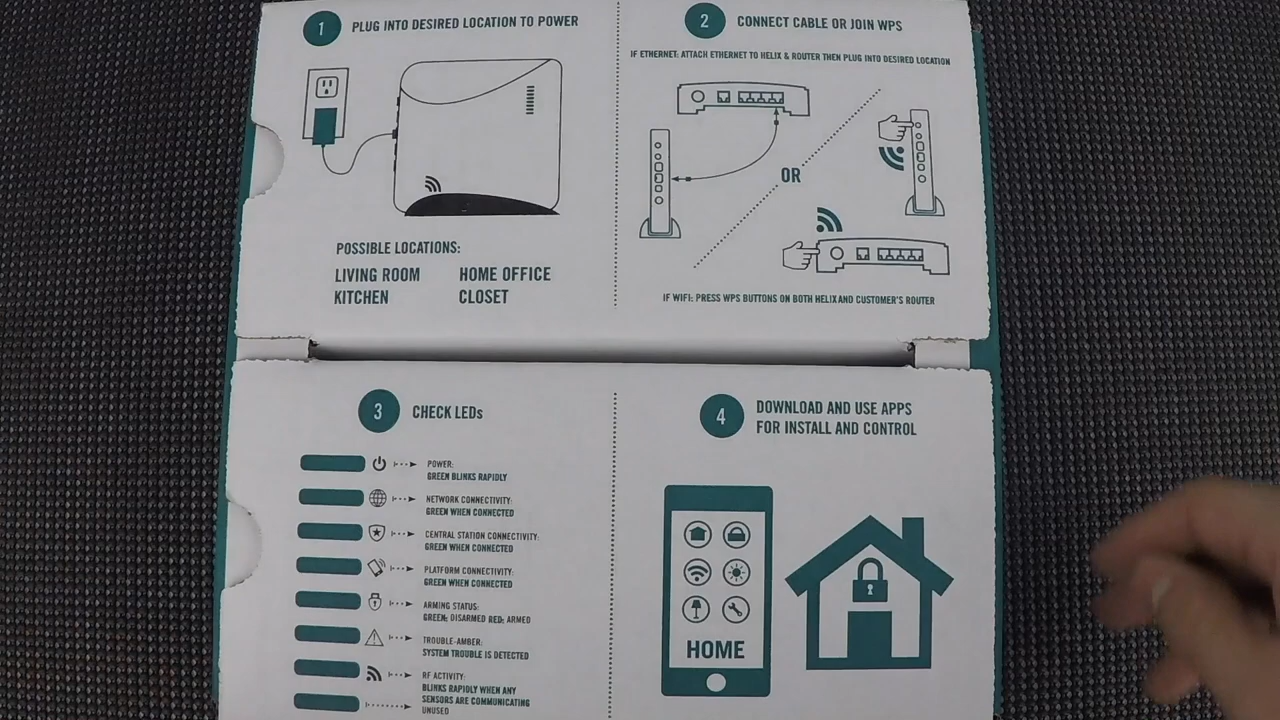 1 PLUG INTO DESIRED LOCATION TO POWER
POSSIBLE LOCATIONS:
LIVING ROOM HOME OFFICE
KITCHEN CLOSET
2 CONNECT CABLE OR JOIN WPS
IF ETHERNET: ATTACH ETHERNET TO HELIX & ROUTER THEN PLUG INTO DESIRED LOCATION
OR
IF WIFI: PRESS WPS BUTTONS ON BOTH HELIX AND CUSTOMER'S ROUTER
3 CHECK LEDs
POWER:
GREEN BLINKS RAPIDLY
NETWORK CONNECTIVITY:
GREEN WHEN CONNECTED
CENTRAL STATION CONNECTIVITY:
GREEN WHEN CONNECTED
PLATFORM CONNECTIVITY:
GREEN WHEN CONNECTED
ARMING STATUS:
GREEN: DISARMED RED: ARMED
TROUBLE-AMBER:
SYSTEM TROUBLE IS DETECTED
RF ACTIVITY:
BLINKS RAPIDLY WHEN ANY
SENSORS ARE COMMUNICATING
UNUSED
4 DOWNLOAD AND USE APPS
FOR INSTALL AND CONTROL
HOME